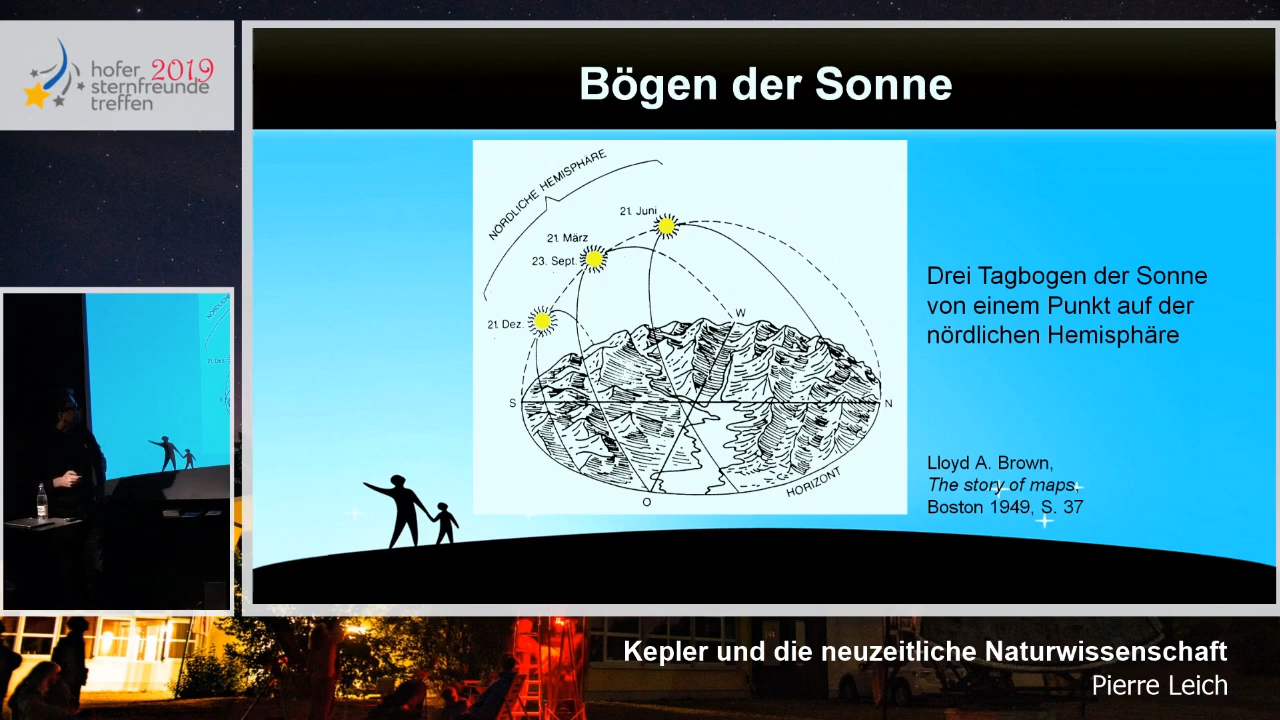 hofer 2019
sternfreunde
treffen
Bögen der Sonne
NÖRDLICHE HEMISPHÄRE
21. Juni
21. März
23. Sept.
21. Dez.
W
S
N
O
HORIZONT
Drei Tagbogen der Sonne
von einem Punkt auf der
nördlichen Hemisphäre
Lloyd A. Brown,
The story of maps,
Boston 1949, S. 37
Kepler und die neuzeitliche Naturwissenschaft
Pierre Leich